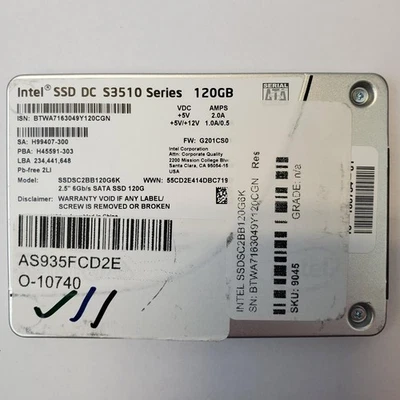 Intel® SSD DC S3510 Series 120GB
ISN: BTWA7163049Y120CGN
VDC AMPS
+5V 2.0A
+5V/+12V 1.0A/0.5
SERIAL
SATA
SA: H99407-300
PBA: H45591-303
LBA 234,441,648
Pb-free 2LI
FW: G201CS0
Attn: FA
Intel Corporation
2200 Mission College Blvd
Santa Clara, CA 95054-15
USA
Model: SSDSC2BB120G6K
WWN: 55CD2E414DBC719
2.5" 6Gb/s SATA SSD 120G
Disclaimer: WARRANTY VOID IF ANY LABEL/
SCREW IS REMOVED OR BROKEN
AS935FCD2E
O-10740
INTEL SSDSC2BB120G6K
SN: BTWA7163049Y120CGN Res
GRADE: n/a
SKU: 9045